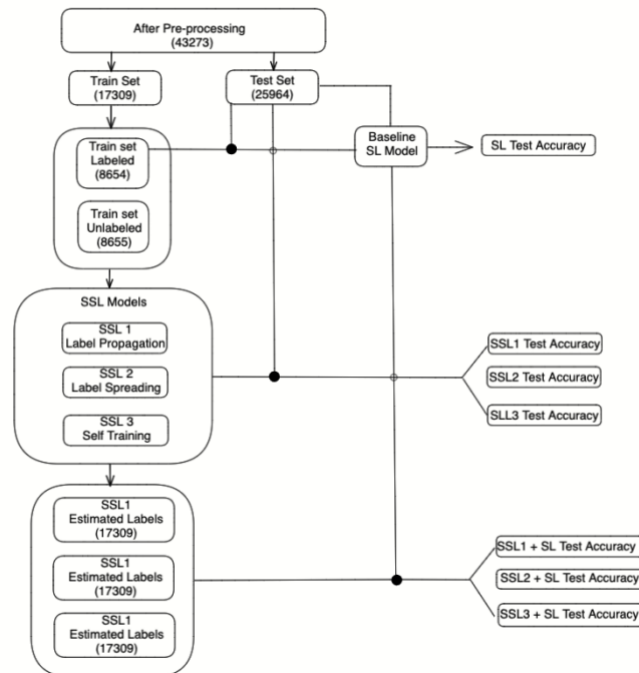 After Pre-processing
(43273)
Train Set
(17309)
Test Set
(25964)
Train set
Labeled
(8654)
Baseline
SL Model
SL Test Accuracy
Train set
Unlabeled
(8655)
SSL Models
SSL 1
Label Propagation
SSL 2
Label Spreading
SSL 3
Self Training
SSL1 Test Accuracy
SSL2 Test Accuracy
SLL3 Test Accuracy
SSL1
Estimated Labels
(17309)
SSL1
Estimated Labels
(17309)
SSL1
Estimated Labels
(17309)
SSL1 + SL Test Accuracy
SSL2 + SL Test Accuracy
SSL3 + SL Test Accuracy